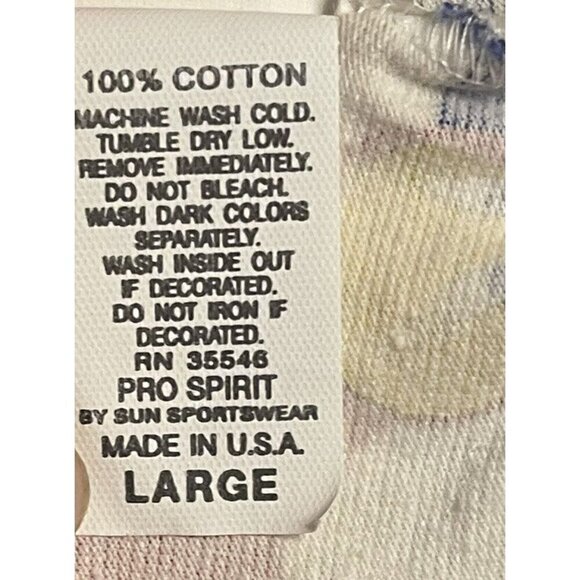 100% COTTON
MACHINE WASH COLD.
TUMBLE DRY LOW.
REMOVE IMMEDIATELY.
DO NOT BLEACH.
WASH DARK COLORS
SEPARATELY.
WASH INSIDE OUT
IF DECORATED.
DO NOT IRON IF
DECORATED.
RN 35546
PRO SPIRIT
BY SUN SPORTSWEAR
MADE IN U.S.A.
LARGE